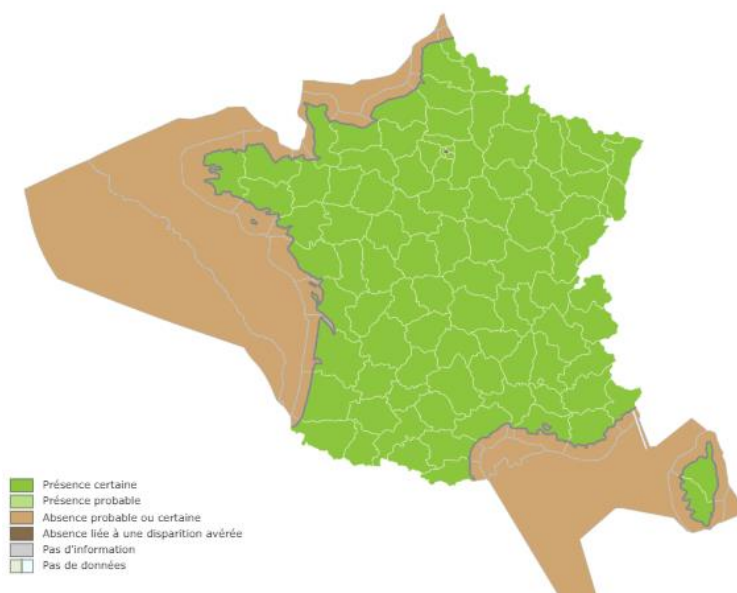 Présence certaine
Présence probable
Absence probable ou certaine
Absence liée à une disparition avérée
Pas d'information
Pas de données